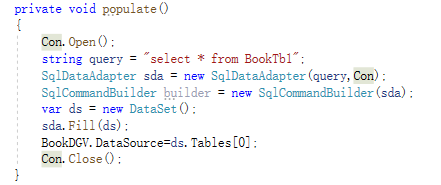 private void populate()
{
Con.Open();
string query = "select * from BookTb1";
SqlDataAdapter sda = new SqlDataAdapter(query,Con);
SqlCommandBuilder builder = new SqlCommandBuilder(sda);
var ds = new DataSet();
sda.Fill(ds);
BookDGV.DataSource=ds.Tables[0];
Con.Close();
}